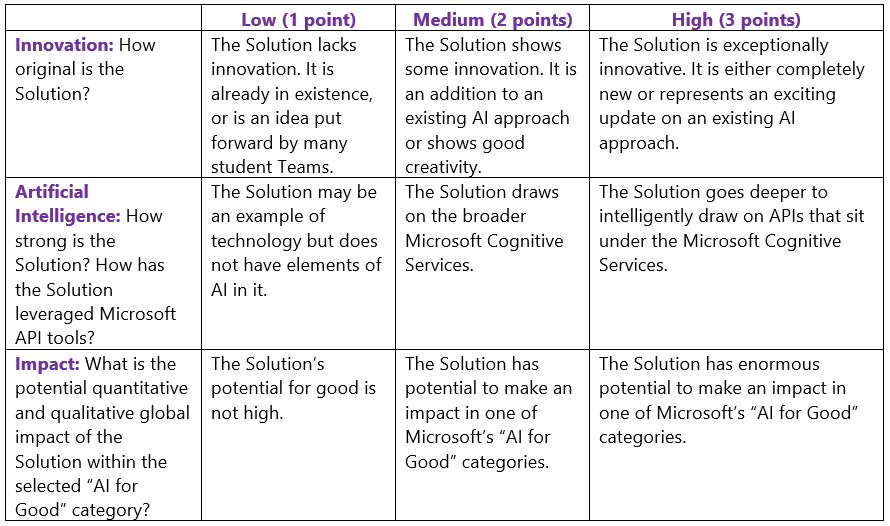 Low (1 point)
Medium (2 points)
High (3 points)
Innovation: How
original is the
Solution?
The Solution lacks
innovation. It is
already in existence,
or is an idea put
forward by many
student Teams.
The Solution shows
some innovation. It is
an addition to an
existing AI approach
or shows good
creativity.
The Solution is exceptionally
innovative. It is either completely
new or represents an exciting
update on an existing AI
approach.
Artificial
Intelligence: How
strong is the
Solution? How has
the Solution
leveraged Microsoft
API tools?
The Solution may be
an example of
technology but does
not have elements of
AI in it.
The Solution draws
on the broader
Microsoft Cognitive
Services.
The Solution goes deeper to
intelligently draw on APIs that sit
under the Microsoft Cognitive
Services.
Impact: What is the
potential quantitative
and qualitative global
impact of the
Solution within the
selected “AI for
Good” category?
The Solution’s
potential for good is
not high.
The Solution has
potential to make an
impact in one of
Microsoft’s “AI for
Good” categories.
The Solution has enormous
potential to make an impact in
one of Microsoft’s “AI for Good”
categories.